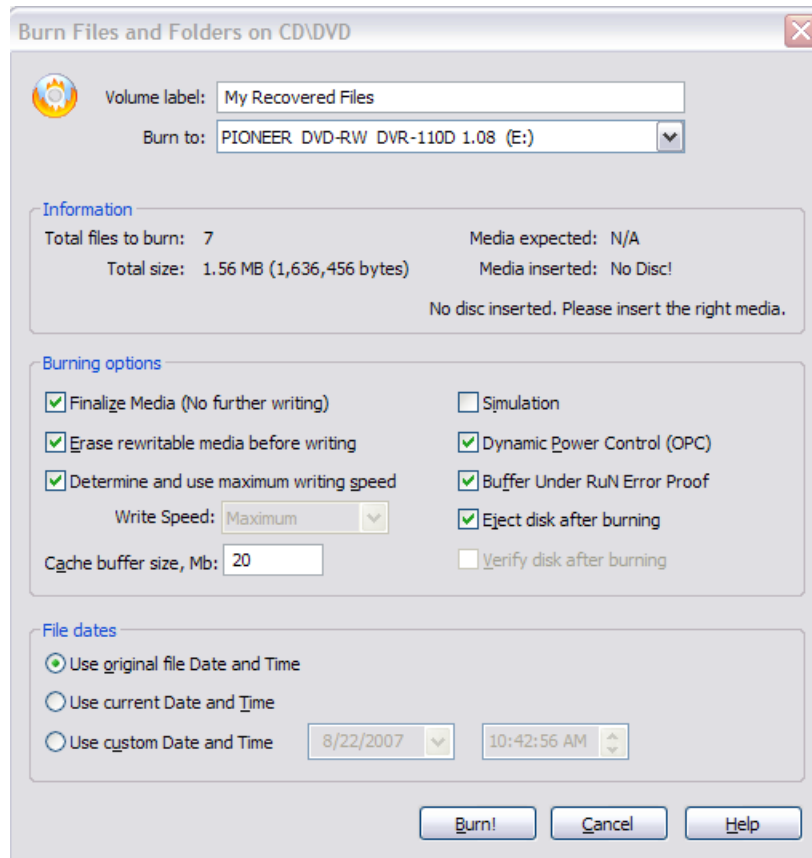 Burn Files and Folders on CD\DVD
Volume label: My Recovered Files
Burn to: PIONEER DVD-RW DVR-110D 1.08 (E:)
Information
Total files to burn: 7 Media expected: N/A
Total size: 1.56 MB (1,636,456 bytes) Media inserted: No Disc!
No disc inserted. Please insert the right media.
Burning options
Finalize Media (No further writing) Simulation
Erase rewritable media before writing Dynamic Power Control (OPC)
Determine and use maximum writing speed Buffer Under RuN Error Proof
Write Speed: Maximum Eject disk after burning
Cache buffer size, Mb: 20 Verify disk after burning
File dates
Use original file Date and Time
Use current Date and Time
Use custom Date and Time 8/22/2007 10:42:56 AM
Burn! Cancel Help